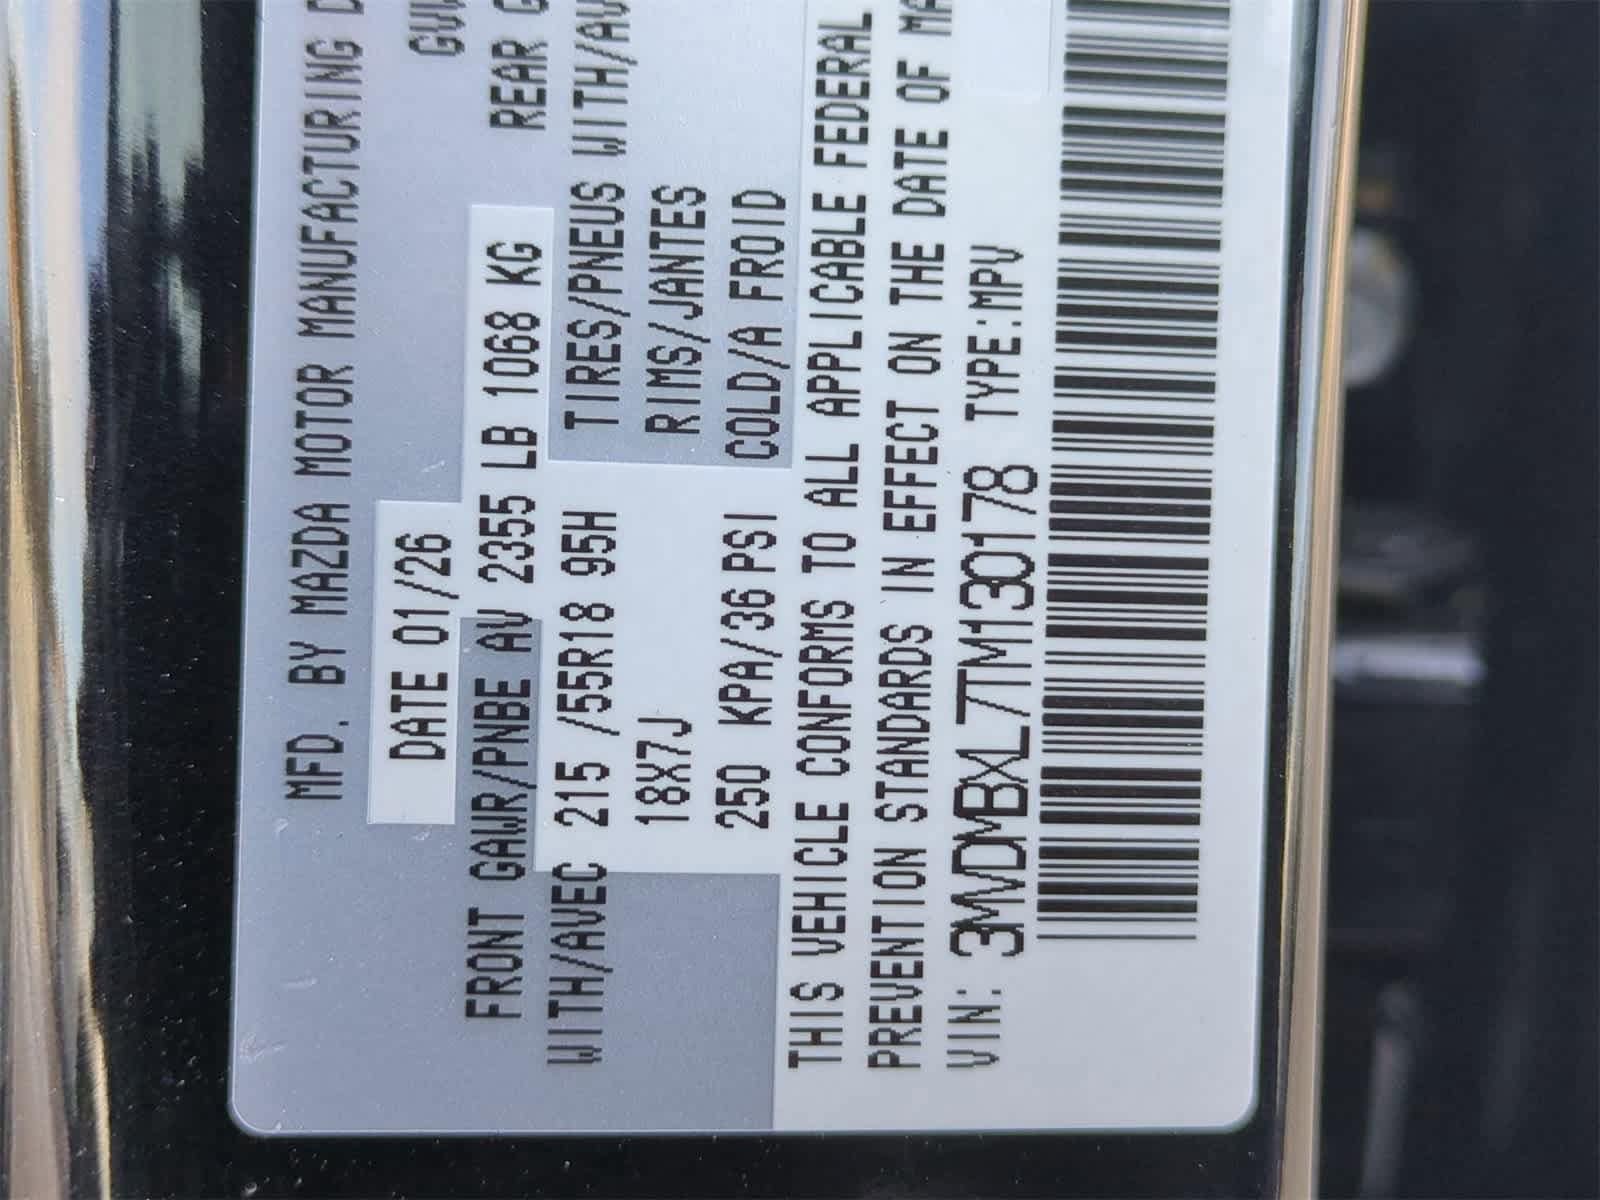 MFD. BY MAZDA MOTOR MANUFACTURING D
DATE 01/26
FRONT GAWR/PNBE AV 2355 LB 1068 KG REAR G
WITH/AVEC 215 /55R18 95H TIRES/PNEUS WITH/AV
18X7J RIMS/JANTES
250 KPA/36 PSI COLD/A FROID
THIS VEHICLE CONFORMS TO ALL APPLICABLE FEDERAL
PREVENTION STANDARDS IN EFFECT ON THE DATE OF MA
VIN: 3MVDMBXL7TM130178 TYPE:MPV